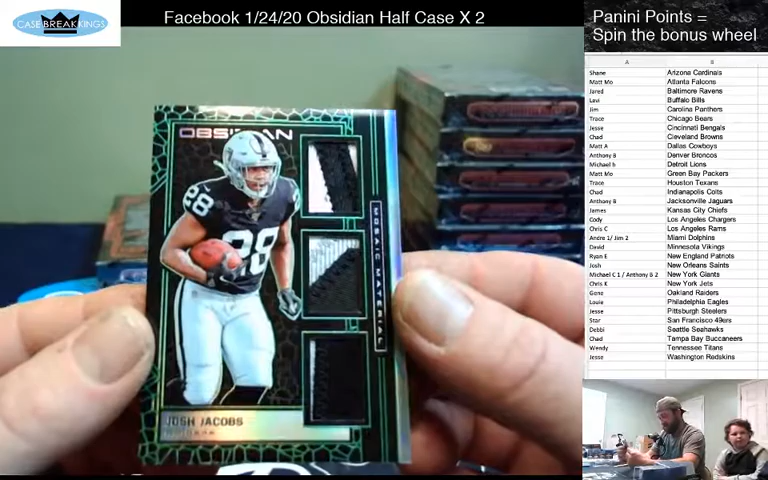 Facebook 1/24/20 Obsidian Half Case X 2
CASE BREAK KINGS
Panini Points =
Spin the bonus wheel
A B
Shane Arizona Cardinals
Matt Mo Atlanta Falcons
Jared Baltimore Ravens
Levi Buffalo Bills
Jim Carolina Panthers
Trace Chicago Bears
Jesse Cincinnati Bengals
Chad Cleveland Browns
Matt A Dallas Cowboys
Anthony B Denver Broncos
Michael b Detroit Lions
Matt Mo Green Bay Packers
Trace Houston Texans
Chad Indianapolis Colts
Anthony B Jacksonville Jaguars
James Kansas City Chiefs
Cody Los Angeles Chargers
Chris C Los Angeles Rams
Andre 1/ Jim 2 Miami Dolphins
David Minnesota Vikings
Ryan E New England Patriots
Josh New Orleans Saints
Michael C 1 / Anthony B 2 New York Giants
Chris K New York Jets
Gene Oakland Raiders
Louie Philadelphia Eagles
Jesse Pittsburgh Steelers
Star San Francisco 49ers
Debbi Seattle Seahawks
Chad Tampa Bay Buccaneers
Wendy Tennessee Titans
Jesse Washington Redskins
OBSIDIAN
28
28
MOSAIC MATERIAL
JOSH JACOBS